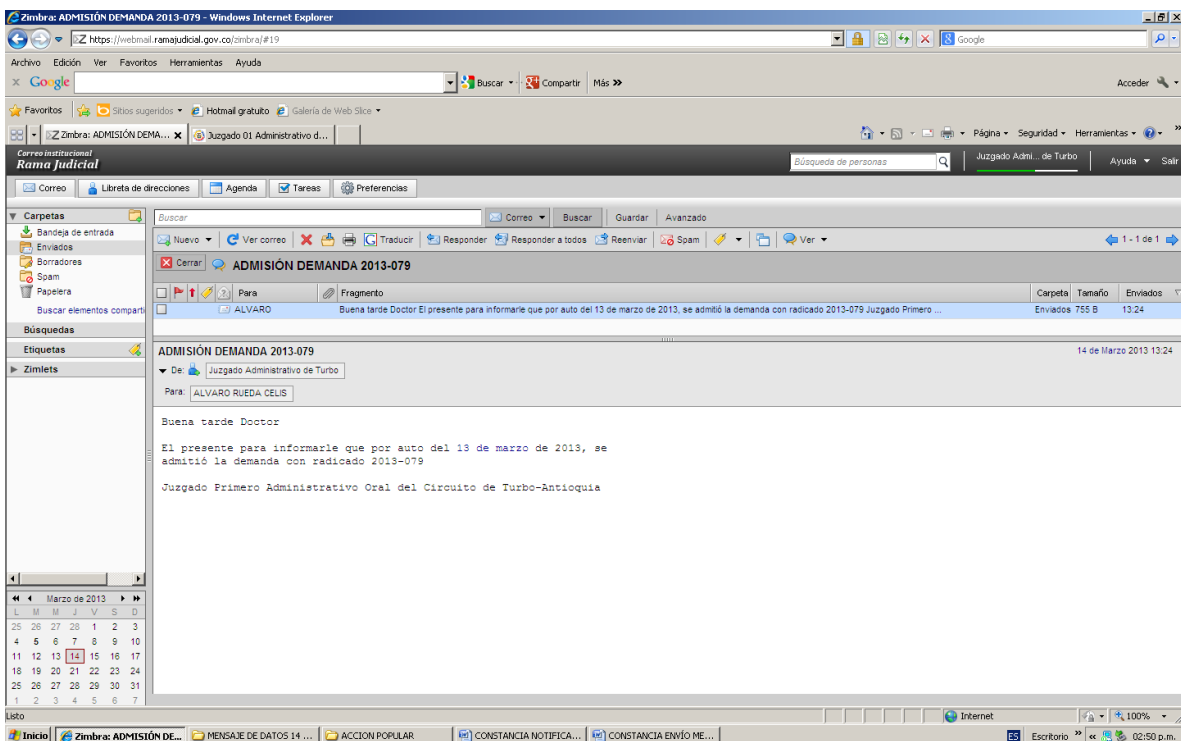 Zimbra: ADMISIÓN DEMANDA 2013-079 - Windows Internet Explorer
https://webmail.ramajudicial.gov.co/zimbra/#19
Google
Archivo Edición Ver Favoritos Herramientas Ayuda
x Google Buscar Compartir Más >> Acceder
Favoritos Sitios sugeridos Hotmail gratuito Galería de Web Slice
Zimbra: ADMISIÓN DEMA... x Juzgado 01 Administrativo d... Página Seguridad Herramientas
Correo institucional
Rama Judicial
Búsqueda de personas Juzgado Admi... de Turbo Ayuda Salir
Correo Libreta de direcciones Agenda Tareas Preferencias
Carpetas
Bandeja de entrada
Enviados
Borradores
Spam
Papelera
Buscar elementos comparti
Búsquedas
Etiquetas
Zimlets
Buscar Correo Buscar Guardar Avanzado
Nuevo Ver correo Traducir Responder Responder a todos Reenviar Spam Ver 1 - 1 de 1
Cerrar ADMISIÓN DEMANDA 2013-079
Para Fragmento Carpeta Tamaño Enviados
ALVARO Buena tarde Doctor El presente para informarle que por auto del 13 de marzo de 2013, se admitió la demanda con radicado 2013-079 Juzgado Primero ... Enviados 755 B 13:24
ADMISIÓN DEMANDA 2013-079 14 de Marzo 2013 13:24
De: Juzgado Administrativo de Turbo
Para: ALVARO RUEDA CELIS
Buena tarde Doctor
El presente para informarle que por auto del 13 de marzo de 2013, se
admitió la demanda con radicado 2013-079
Juzgado Primero Administrativo Oral del Circuito de Turbo-Antioquia
Marzo de 2013
L M M J V S D
25 26 27 28 1 2 3
4 5 6 7 8 9 10
11 12 13 14 15 16 17
18 19 20 21 22 23 24
25 26 27 28 29 30 31
1 2 3 4 5 6 7
Listo Internet 100%
Inicio Zimbra: ADMISIÓN DE... MENSAJE DE DATOS 14 ... ACCION POPULAR CONSTANCIA NOTIFICA... CONSTANCIA ENVÍO ME... ES Escritorio >> << 02:50 p.m.